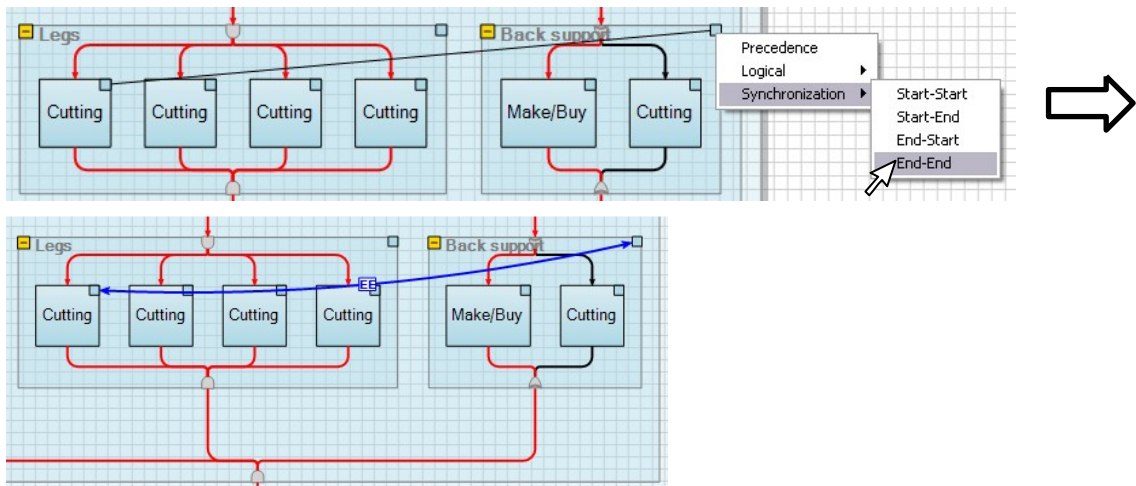 Legs
Back support
Cutting
Cutting
Cutting
Cutting
Make/Buy
Cutting
Precedence
Logical
Synchronization
Start-Start
Start-End
End-Start
End-End
Legs
Back support
EE
Cutting
Cutting
Cutting
Cutting
Make/Buy
Cutting